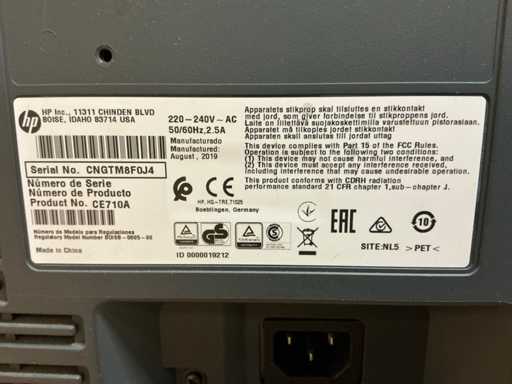 hp
HP Inc., 11311 CHINDEN BLVD
BOISE, IDAHO 83714 USA
Serial No. CNGTM8F0J4
Número de Serie
Número de Producto
Product No. CE710A
Número de Modelo para Regulaciones
Regulatory Model Number
Made in China
220-240V~ AC
50/60Hz, 2.5A
Manufacturado
Manufactured:
August, 2019
HP, HQ-TRE, 71025
Boeblingen, Germany
ID 0000019212
Apparatets stikprop skal tilsluttes en stikkontakt
med jord, som giver forbindelse til stikproppens jord.
Laite on liitettävä suojakoskettimilla varustettuun pistorasiaan.
Apparatet må tilkoples jordet stikkontakt
Apparaten skall anslutas till jordat uttag
This device complies with Part 15 of the FCC Rules.
Operation is subject to the following two conditions:
(1) This device may not cause harmful interference, and
(2) This device must accept any interference received,
including interference that may cause undesirable operation.
This product conforms with CDRH radiation
performance standard 21 CFR chapter 1, sub-chapter J.
EAC
10
SITE:NL5 >PET<